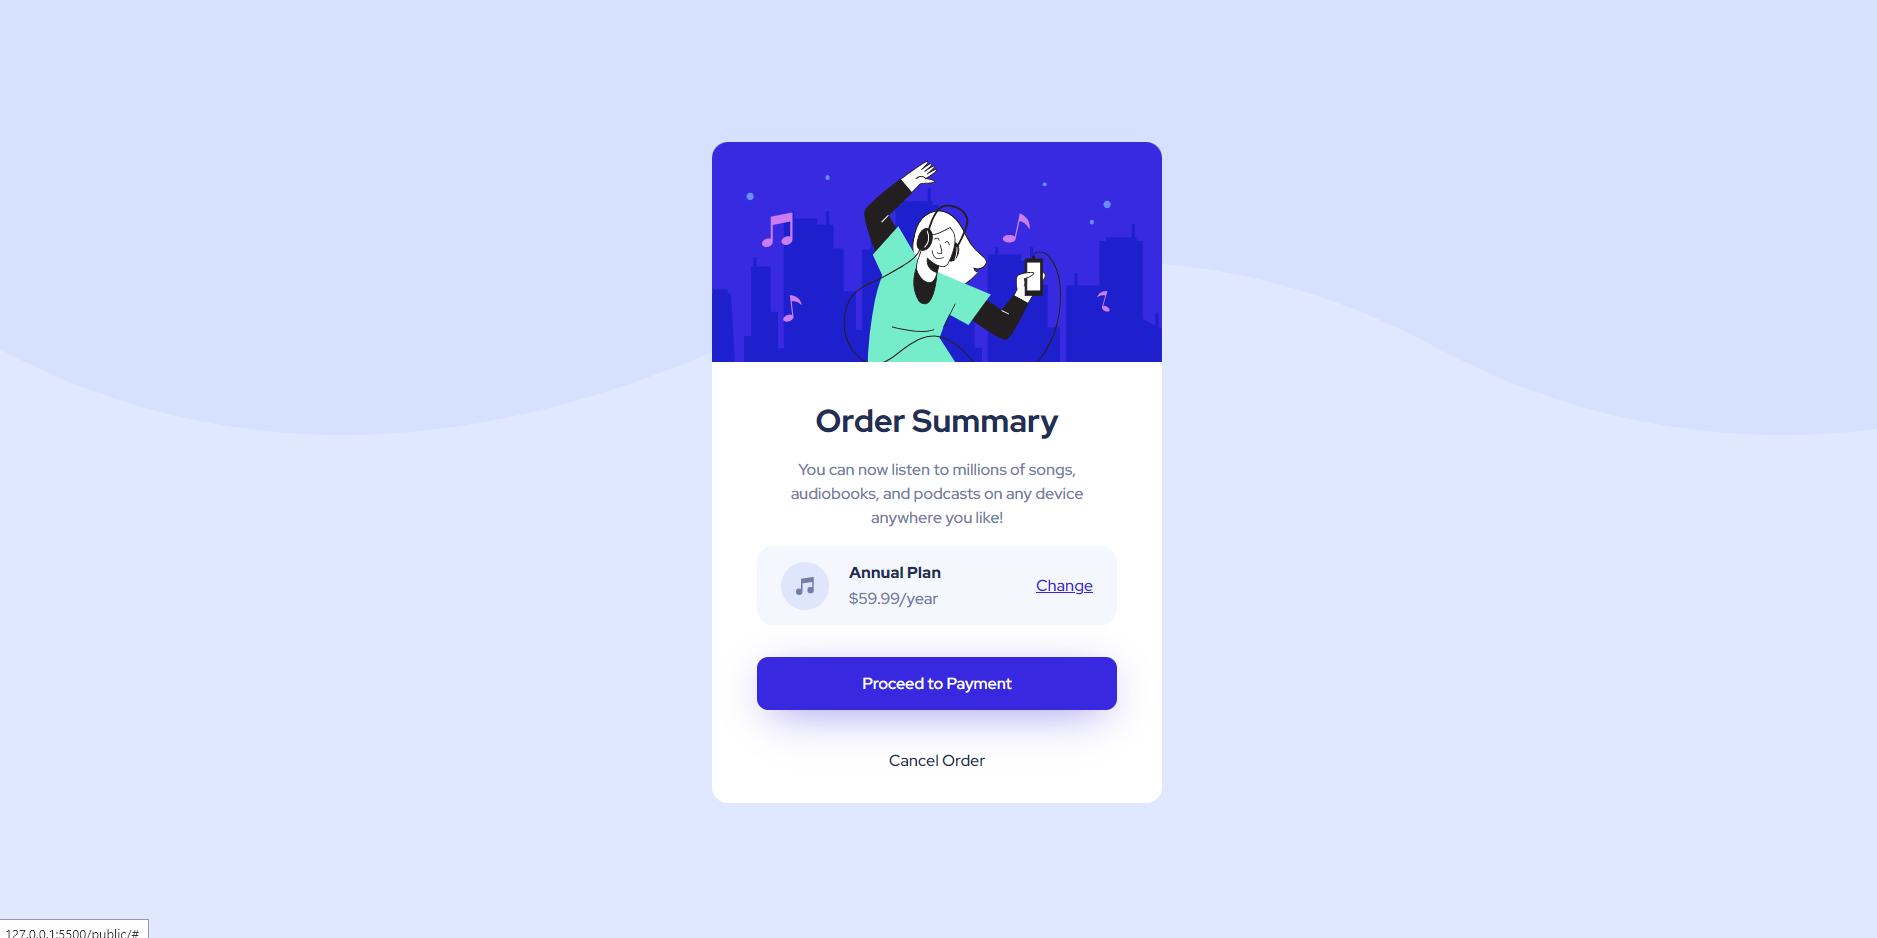 Order Summary
You can now listen to millions of songs,
audiobooks, and podcasts on any device
anywhere you like!
Annual Plan
$59.99/year
Change
Proceed to Payment
Cancel Order
127.0.0.1:5500/public/#